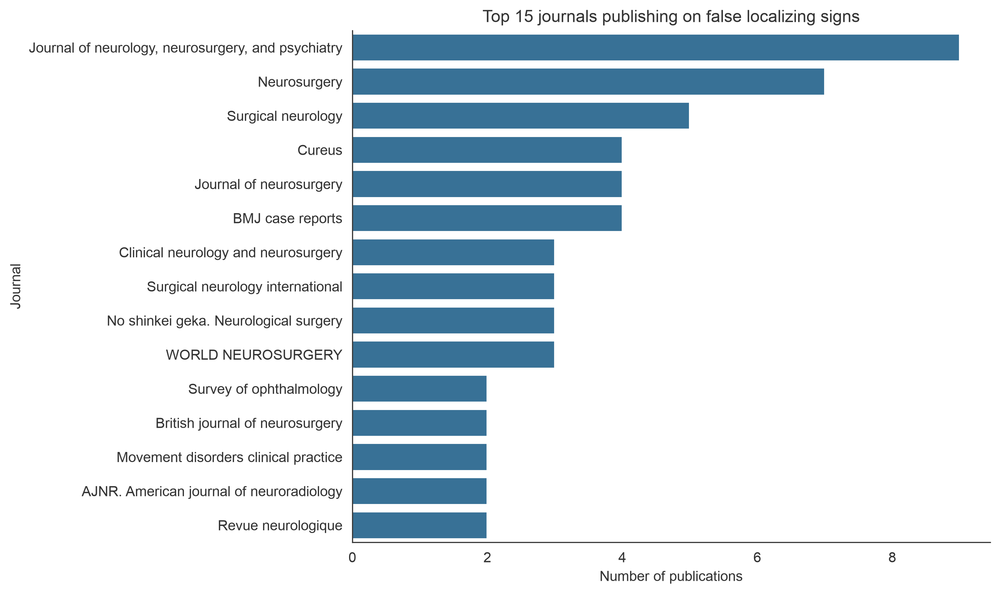 Top 15 journals publishing on false localizing signs
Journal of neurology, neurosurgery, and psychiatry
Neurosurgery
Surgical neurology
Cureus
Journal of neurosurgery
BMJ case reports
Clinical neurology and neurosurgery
Surgical neurology international
No shinkei geka. Neurological surgery
WORLD NEUROSURGERY
Survey of ophthalmology
British journal of neurosurgery
Movement disorders clinical practice
AJNR. American journal of neuroradiology
Revue neurologique
Journal
0 2 4 6 8
Number of publications